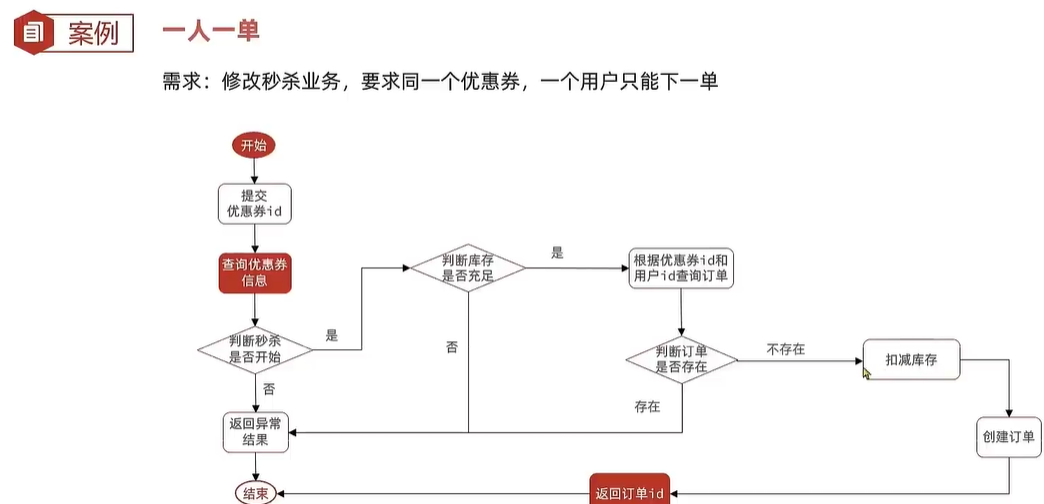 案例
一人一单
需求：修改秒杀业务，要求同一个优惠券，一个用户只能下一单
开始
提交
优惠券id
查询优惠券
信息
判断秒杀
是否开始
是
否
返回异常
结果
结束
判断库存
是否充足
是
否
根据优惠券id和
用户id查询订单
判断订单
是否存在
不存在
存在
扣减库存
创建订单
返回订单id